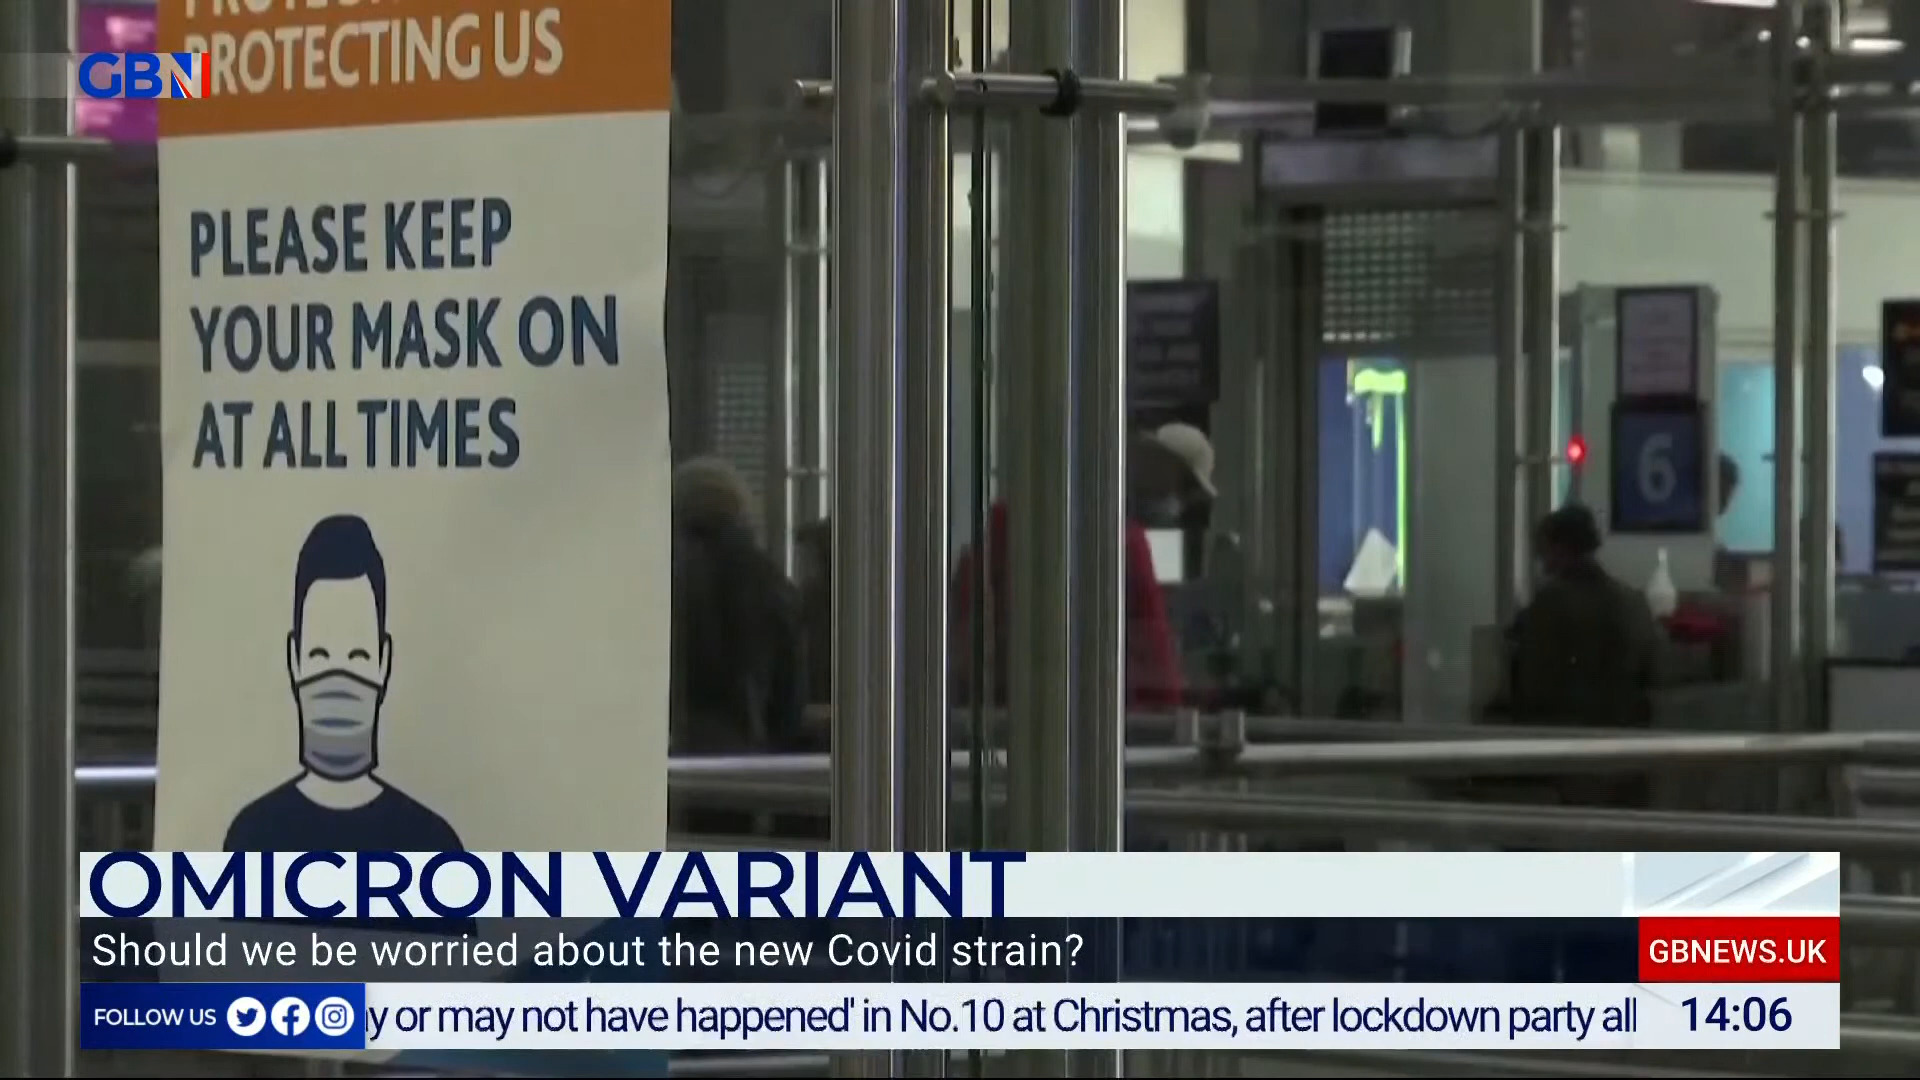 PROTECTING US
GBN
PLEASE KEEP
YOUR MASK ON
AT ALL TIMES
6
OMICRON VARIANT
Should we be worried about the new Covid strain?
GBNEWS.UK
FOLLOW US
or may not have happened' in No.10 at Christmas, after lockdown party
14:06